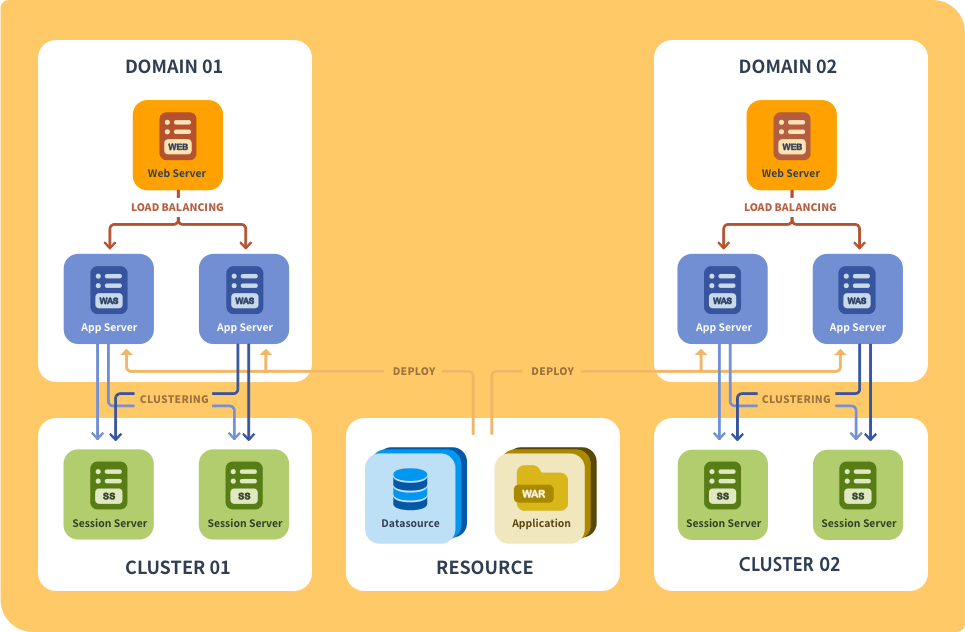 DOMAIN 01
WEB
Web Server
LOAD BALANCING
WAS
App Server
WAS
App Server
DOMAIN 02
WEB
Web Server
LOAD BALANCING
WAS
App Server
WAS
App Server
DEPLOY
DEPLOY
CLUSTERING
CLUSTERING
SS
Session Server
SS
Session Server
CLUSTER 01
Datasource
WAR
Application
RESOURCE
SS
Session Server
SS
Session Server
CLUSTER 02